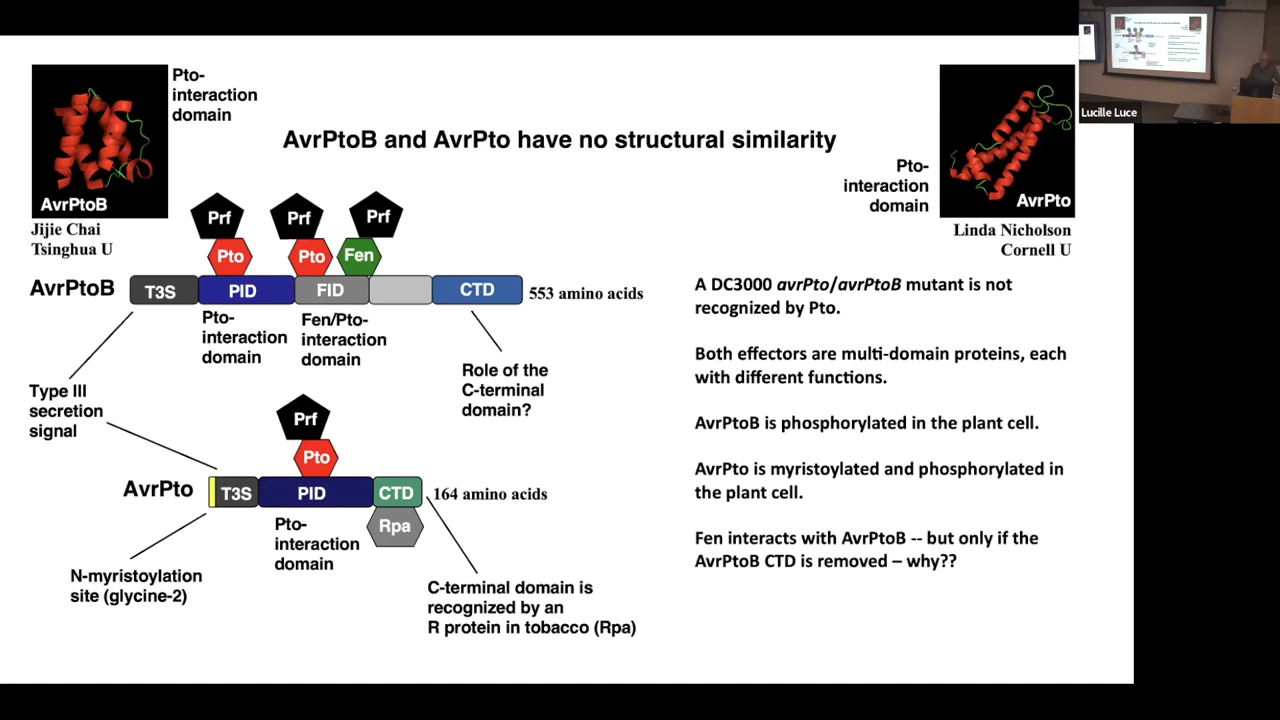 Pto-
interaction
domain
AvrPtoB and AvrPto have no structural similarity
AvrPtoB
Jijie Chai
Tsinghua U
Pto-
interaction
domain
AvrPto
Linda Nicholson
Cornell U
Lucille Luce
Prf
Prf
Prf
Pto
Pto
Fen
AvrPtoB
T3S
PID
FID
CTD
553 amino acids
Pto-
interaction
domain
Fen/Pto-
interaction
domain
Role of the
C-terminal
domain?
Type III
secretion
signal
Prf
Pto
AvrPto
T3S
PID
CTD
164 amino acids
Rpa
Pto-
interaction
domain
N-myristoylation
site (glycine-2)
C-terminal domain is
recognized by an
R protein in tobacco (Rpa)
A DC3000 avrPto/avrPtoB mutant is not
recognized by Pto.
Both effectors are multi-domain proteins, each
with different functions.
AvrPtoB is phosphorylated in the plant cell.
AvrPto is myristoylated and phosphorylated in
the plant cell.
Fen interacts with AvrPtoB -- but only if the
AvrPtoB CTD is removed – why??